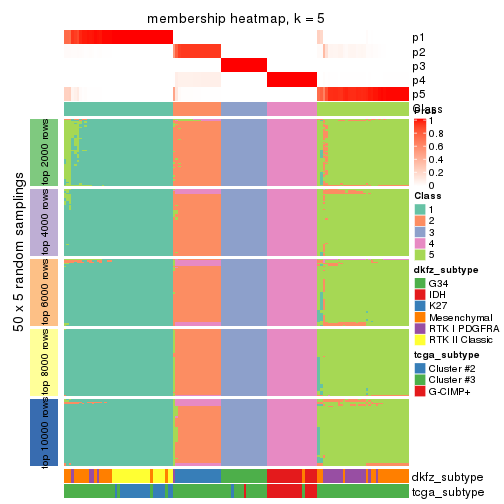 membership heatmap, k = 5
p1
p2
p3
p4
p5
Class
1
0.8
0.6
0.4
0.2
0
Class
1
2
3
4
5
dkfz_subtype
G34
IDH
K27
Mesenchymal
RTK I PDGFRA
RTK II Classic
tcga_subtype
Cluster #2
Cluster #3
G-CIMP+
50 x 5 random samplings
top 2000 rows
top 4000 rows
top 6000 rows
top 8000 rows
top 10000 rows
dkfz_subtype
tcga_subtype